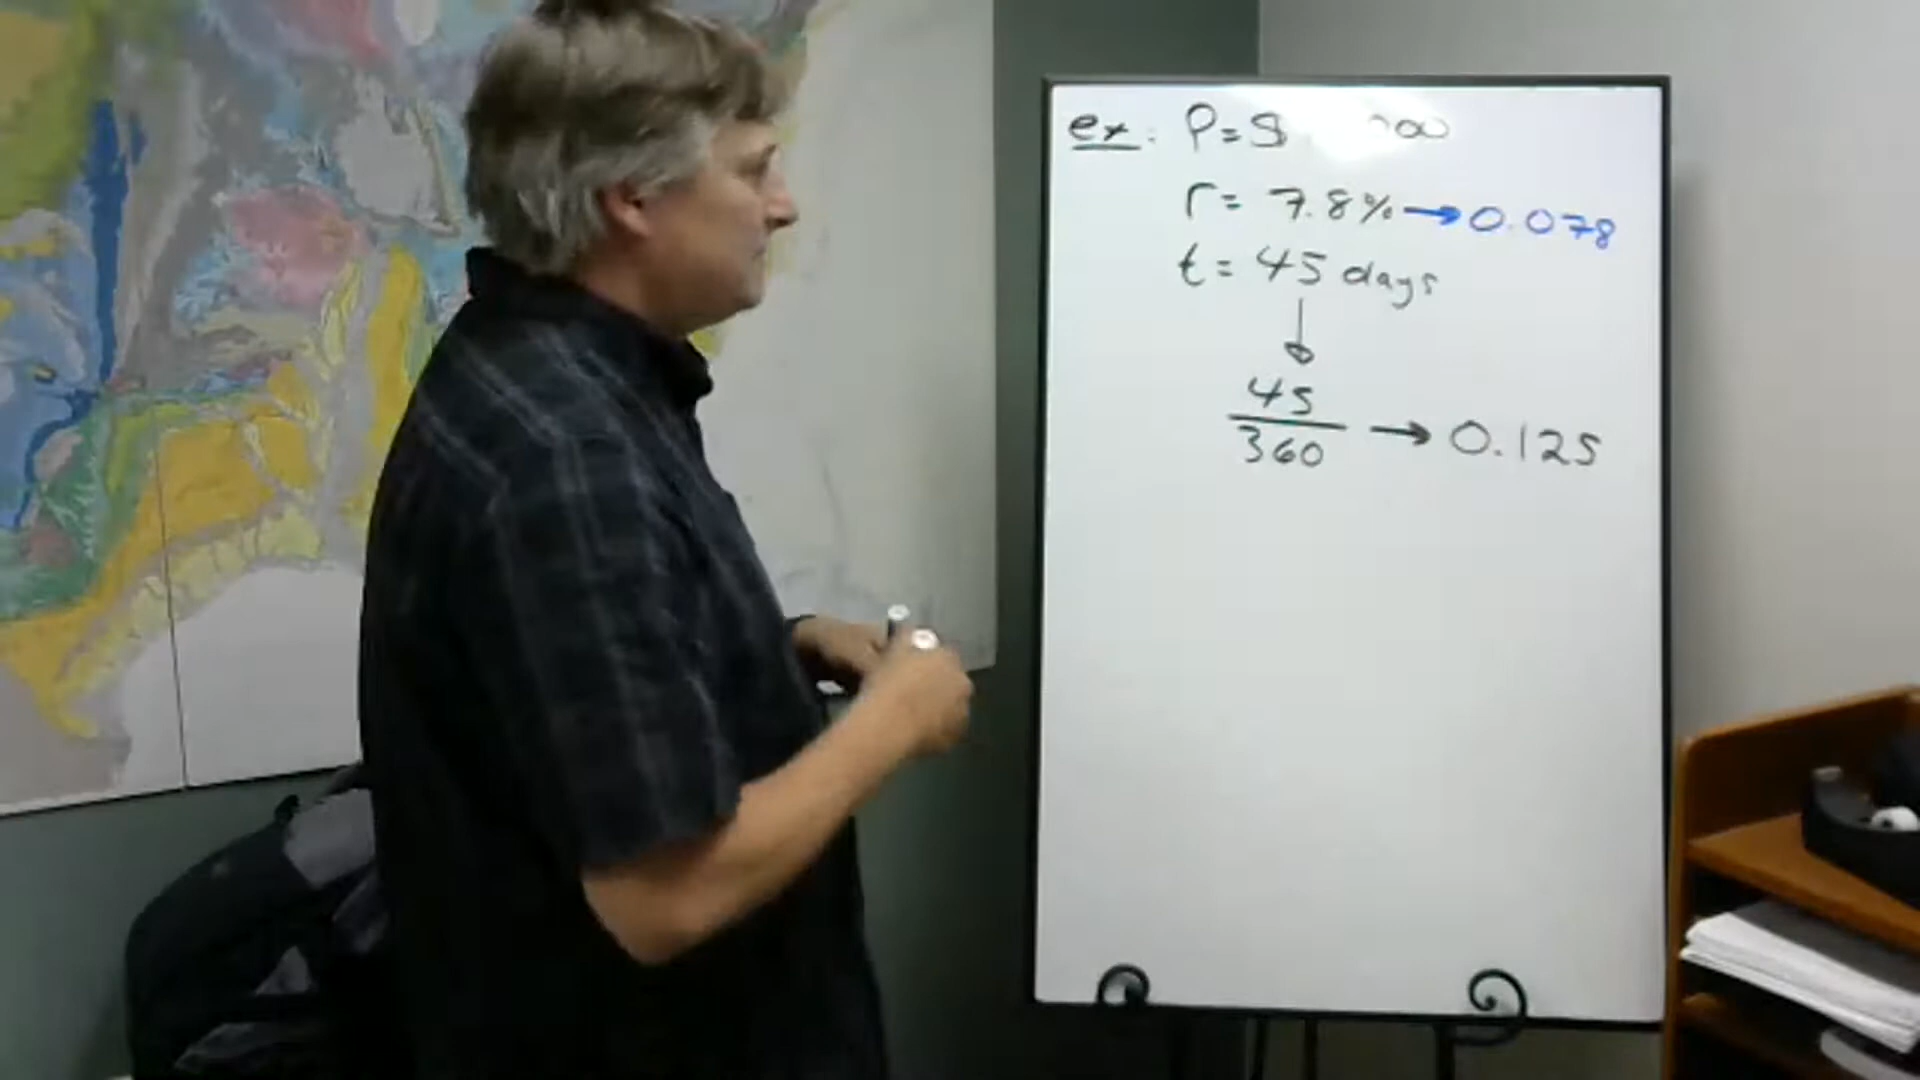 ex: P=$
r= 7.8% → 0.078
t= 45 days
↓
45
360 → 0.125